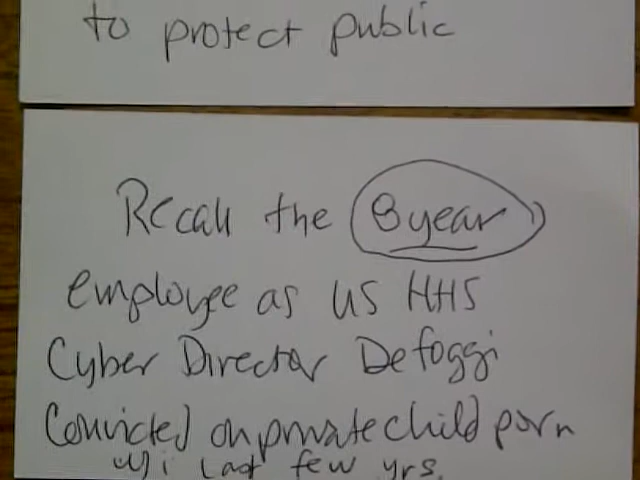 to protect public
Recall the 8 year
employee as US HHS
Cyber Director Defoggi
Convicted on private child porn
last few yrs.